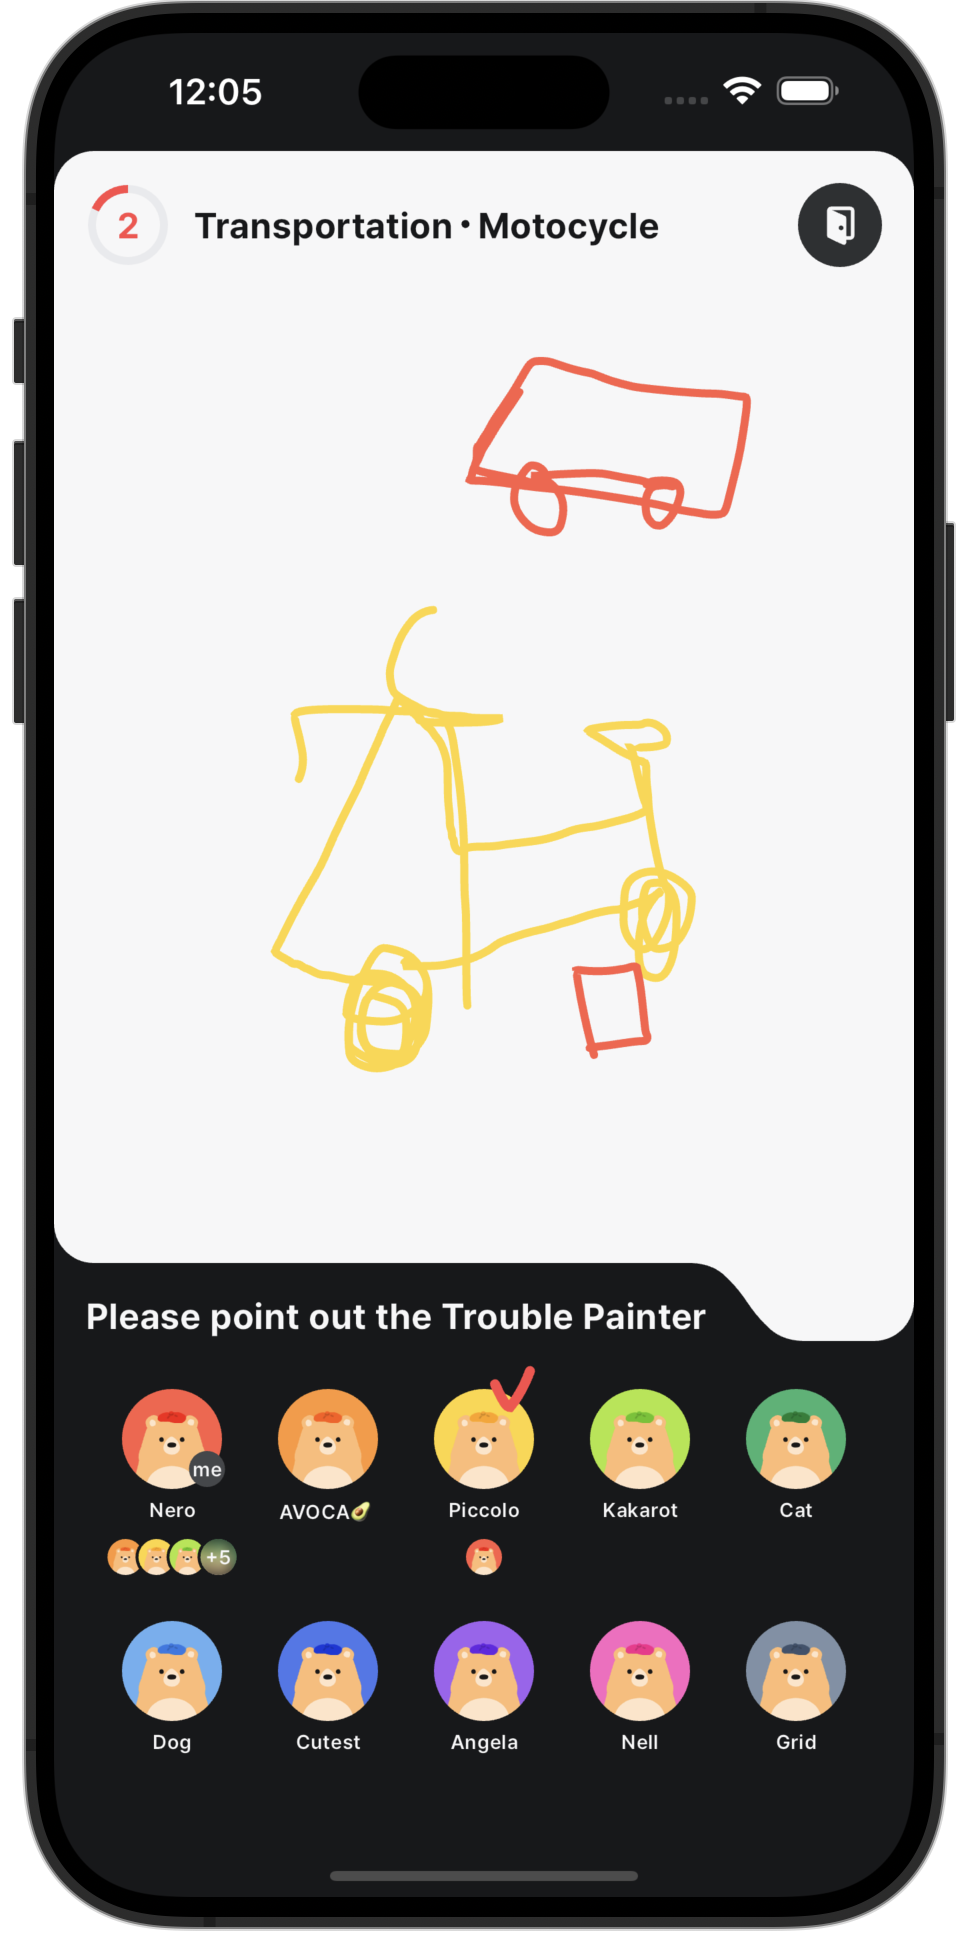 12:05
2
Transportation • Motocycle
Please point out the Trouble Painter
me
Nero
AVOCA🥑
Piccolo
Kakarot
Cat
+5
Dog
Cutest
Angela
Nell
Grid